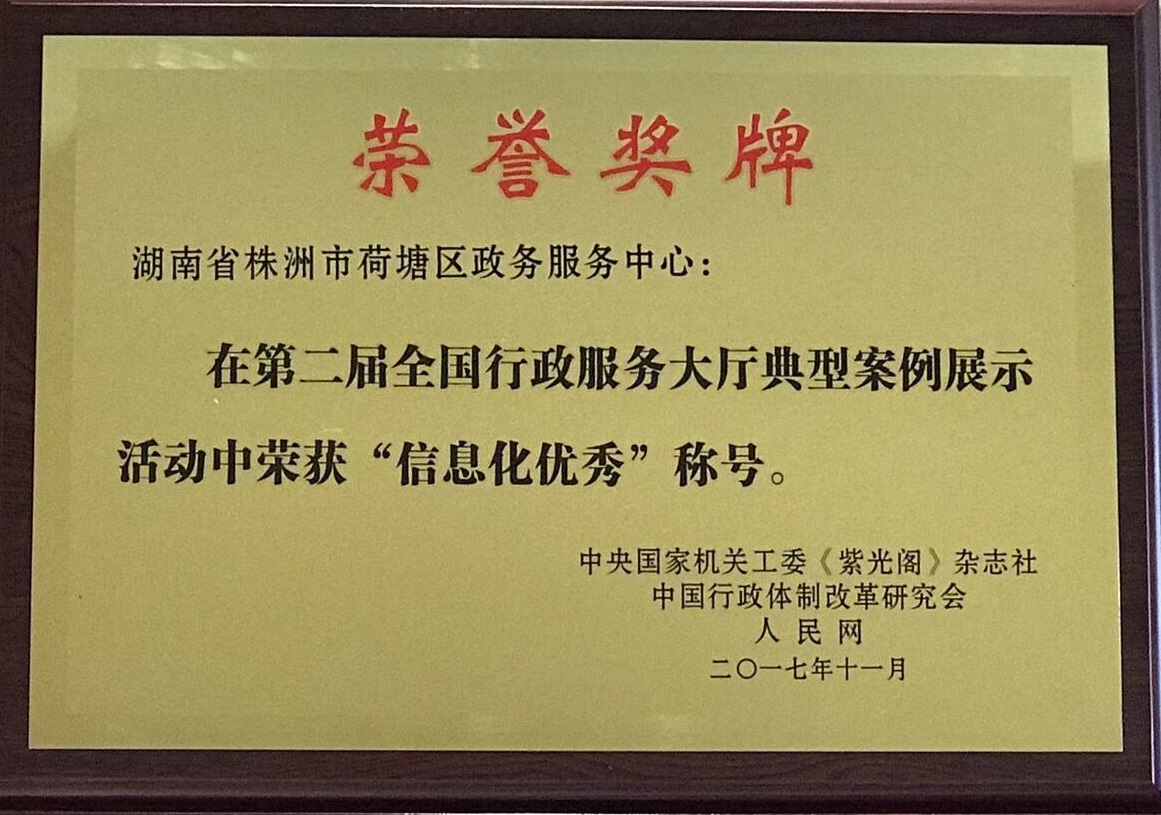 荣誉奖牌
湖南省株洲市荷塘区政务服务中心：
在第二届全国行政服务大厅典型案例展示
活动中荣获“信息化优秀”称号。
中央国家机关工委《紫光阁》杂志社
中国行政体制改革研究会
人民网
二〇一七年十一月